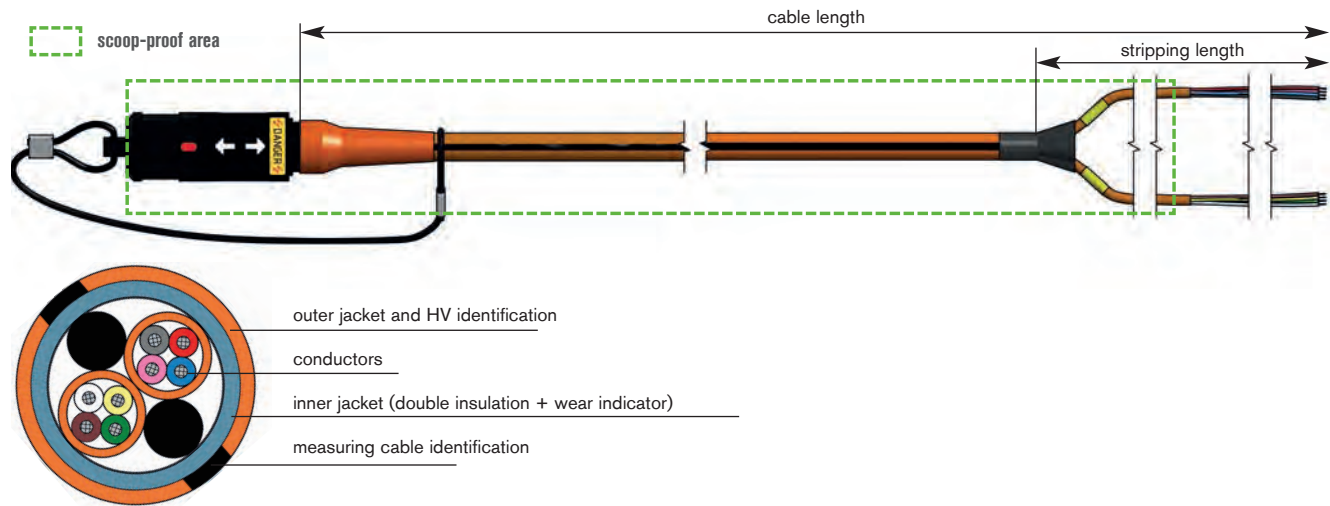 cable length
scoop-proof area
stripping length
DANGER
outer jacket and HV identification
conductors
inner jacket (double insulation + wear indicator)
measuring cable identification